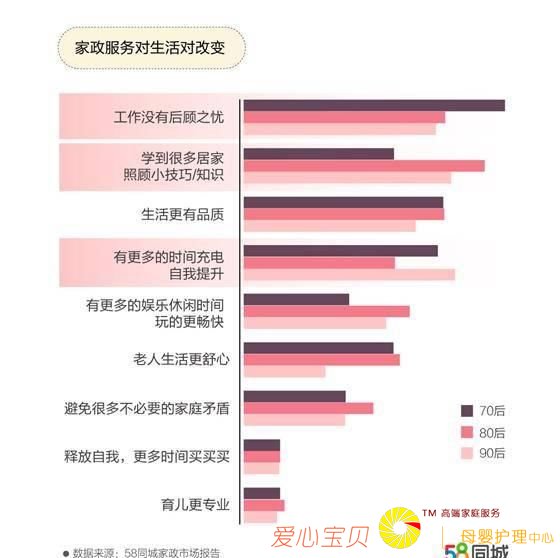 家政服务对生活对改变
工作没有后顾之忧
学到很多居家
照顾小技巧/知识
生活更有品质
有更多的时间充电
自我提升
有更多的娱乐休闲时间
玩的更畅快
老人生活更舒心
避免很多不必要的家庭矛盾
释放自我，更多时间买买买
育儿更专业
70后
80后
90后
TM 高端家庭服务
爱心宝贝
母婴护理中心
数据来源：58同城家政市场报告
58同城